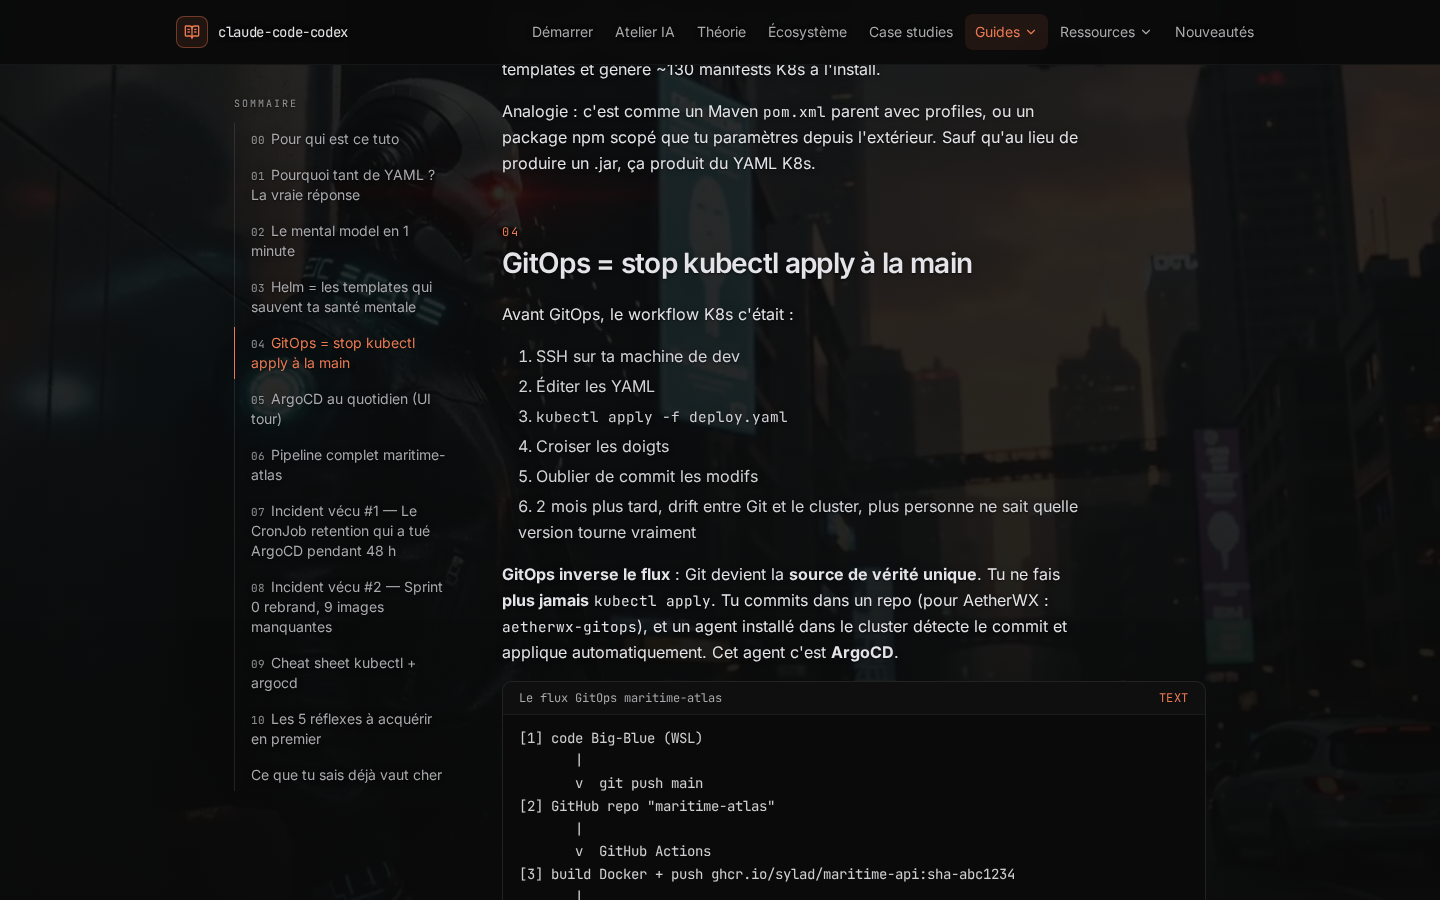 claude-code-codex
Démarrer
Atelier IA
Théorie
Écosystème
Case studies
Guides
Ressources
Nouveautés
SOMMAIRE
00 Pour qui est ce tuto
01 Pourquoi tant de YAML ?
La vraie réponse
02 Le mental model en 1
minute
03 Helm = les templates qui
sauvent ta santé mentale
04 GitOps = stop kubectl
apply à la main
05 ArgoCD au quotidien (UI
tour)
06 Pipeline complet maritime-
atlas
07 Incident vécu #1 — Le
CronJob retention qui a tué
ArgoCD pendant 48 h
08 Incident vécu #2 — Sprint
0 rebrand, 9 images
manquantes
09 Cheat sheet kubectl +
argocd
10 Les 5 réflexes à acquérir
en premier
Ce que tu sais déjà vaut cher
templates et génère ~130 manifests K8s à l'install.
Analogie : c'est comme un Maven pom.xml parent avec profiles, ou un
package npm scopé que tu paramètres depuis l'extérieur. Sauf qu'au lieu de
produire un .jar, ça produit du YAML K8s.
04
GitOps = stop kubectl apply à la main
Avant GitOps, le workflow K8s c'était :
1. SSH sur ta machine de dev
2. Éditer les YAML
3. kubectl apply -f deploy.yaml
4. Croiser les doigts
5. Oublier de commit les modifs
6. 2 mois plus tard, drift entre Git et le cluster, plus personne ne sait quelle
version tourne vraiment
GitOps inverse le flux : Git devient la source de vérité unique. Tu ne fais
plus jamais kubectl apply. Tu commits dans un repo (pour AetherWX :
aetherwx-gitops), et un agent installé dans le cluster détecte le commit et
applique automatiquement. Cet agent c'est ArgoCD.
Le flux GitOps maritime-atlas
TEXT
[1] code Big-Blue (WSL)
|
v git push main
[2] GitHub repo "maritime-atlas"
|
v GitHub Actions
[3] build Docker + push ghcr.io/sylad/maritime-api:sha-abc1234
|